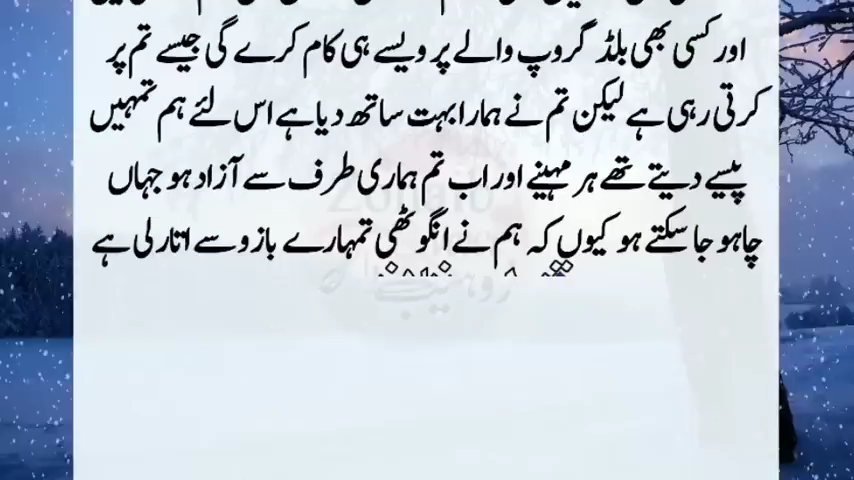 اور کسی بھی بلڈ گروپ والے پر ویسے ہی کام کرے گی جیسے تم پر
کرتی رہی ہے لیکن تم نے ہمارا بہت ساتھ دیا ہے اس لئے ہم تمہیں
پیسے دیتے تھے ہر مہینے اور اب تم ہماری طرف سے آزاد ہو جہاں
چاہو جا سکتے ہو کیوں کہ ہم نے انگوٹھی تمہارے بازو سے اتار لی ہے